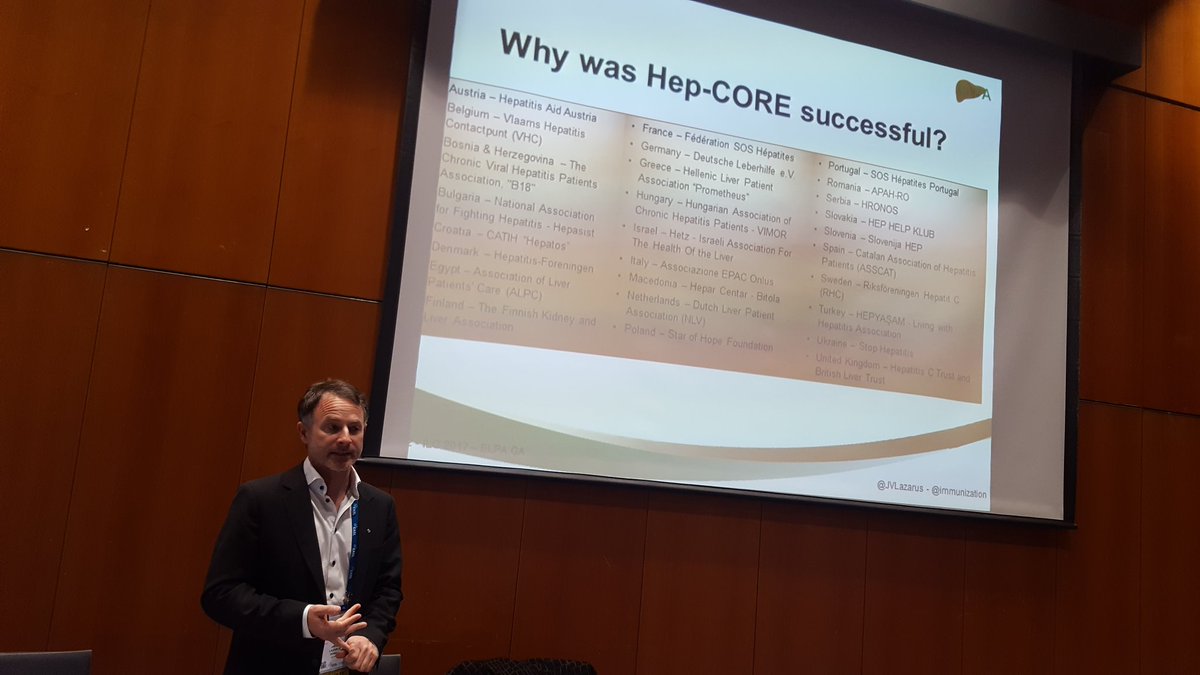 Why was Hep-CORE successful?
A
Austria – Hepatitis Aid Austria
Belgium – Vlaams Hepatitis
Contactpunt (VHC)
Bosnia & Herzegovina – The
Chronic Viral Hepatitis Patients
Association, "B18"
Bulgaria – National Association
for Fighting Hepatitis - Hepasist
Croatia – CATIH "Hepatos"
Denmark – Hepatitis-Foreningen
Egypt – Association of Liver
Patients' Care (ALPC)
Finland – The Finnish Kidney and
Liver Association
• France – Fédération SOS Hépatites
• Germany – Deutsche Leberhilfe e.V.
• Greece – Hellenic Liver Patient
Association "Prometheus"
• Hungary – Hungarian Association of
Chronic Hepatitis Patients - VIMOR
• Israel – Hetz - Israeli Association For
The Health Of the Liver
• Italy – Associazione EPAC Onlus
• Macedonia – Hepar Centar - Bitola
• Netherlands – Dutch Liver Patient
Association (NLV)
• Poland – Star of Hope Foundation
• Portugal – SOS Hépatites Portugal
• Romania – APAH-RO
• Serbia – HRONOS
• Slovakia – HEP HELP KLUB
• Slovenia – Slovenija HEP
• Spain – Catalan Association of Hepatitis
Patients (ASSCAT)
• Sweden – Riksföreningen Hepatit C
(RHC)
• Turkey – HEPYAŞAM - Living with
Hepatitis Association
• Ukraine – Stop Hepatitis
• United Kingdom – Hepatitis C Trust and
British Liver Trust
2017 – ELPA GA
@JVLazarus - @immunization